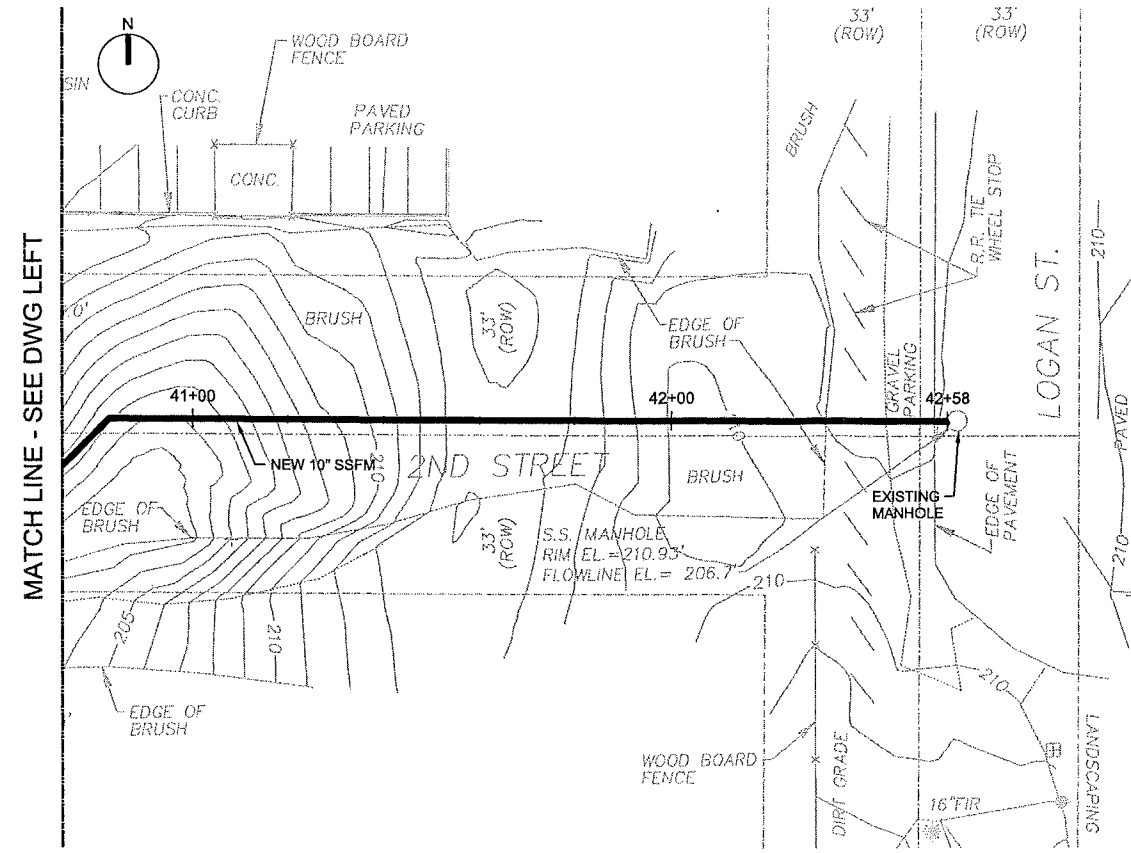 N
33'
(ROW)
33'
(ROW)
WOOD BOARD
FENCE
SIN
CONC.
CURB
PAVED
PARKING
CONC.
BRUSH
R.R. TIE
WHEEL STOP
LOGAN ST.
210
MATCH LINE - SEE DWG LEFT
0'
BRUSH
33'
(ROW)
EDGE OF
BRUSH
GRAVEL
PARKING
41+00
42+00
42+58
210
PAVED
NEW 10" SSFM
2ND STREET
210
BRUSH
EXISTING
MANHOLE
EDGE OF
PAVEMENT
EDGE OF
BRUSH
33'
(ROW)
S.S. MANHOLE
RIM EL.=210.93'
FLOWLINE EL.= 206.7'
210
210
205
210
210
EDGE OF
BRUSH
WOOD BOARD
FENCE
DIRT GRADE
16"FIR
LANDSCAPING